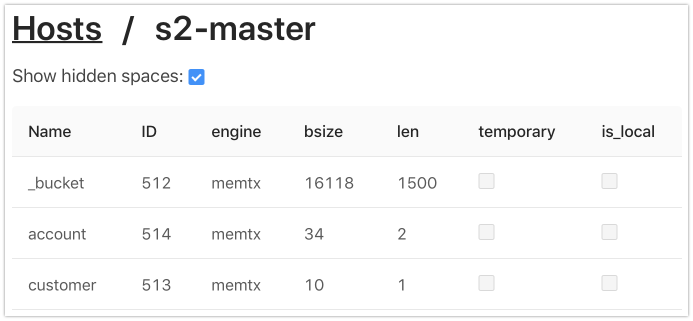 Hosts / s2-master
Show hidden spaces:
Name ID engine bsize len temporary is_local
_bucket 512 memtx 16118 1500
account 514 memtx 34 2
customer 513 memtx 10 1